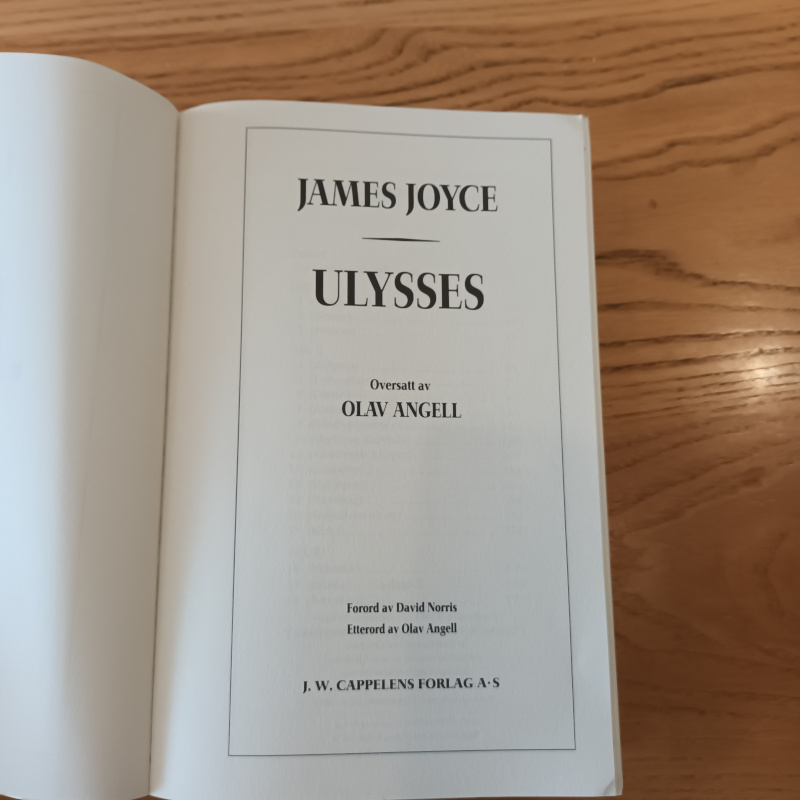 JAMES JOYCE
ULYSSES
Oversatt av
OLAV ANGELL
Forord av David Norris
Etterord av Olav Angell
J. W. CAPPELENS FORLAG A·S